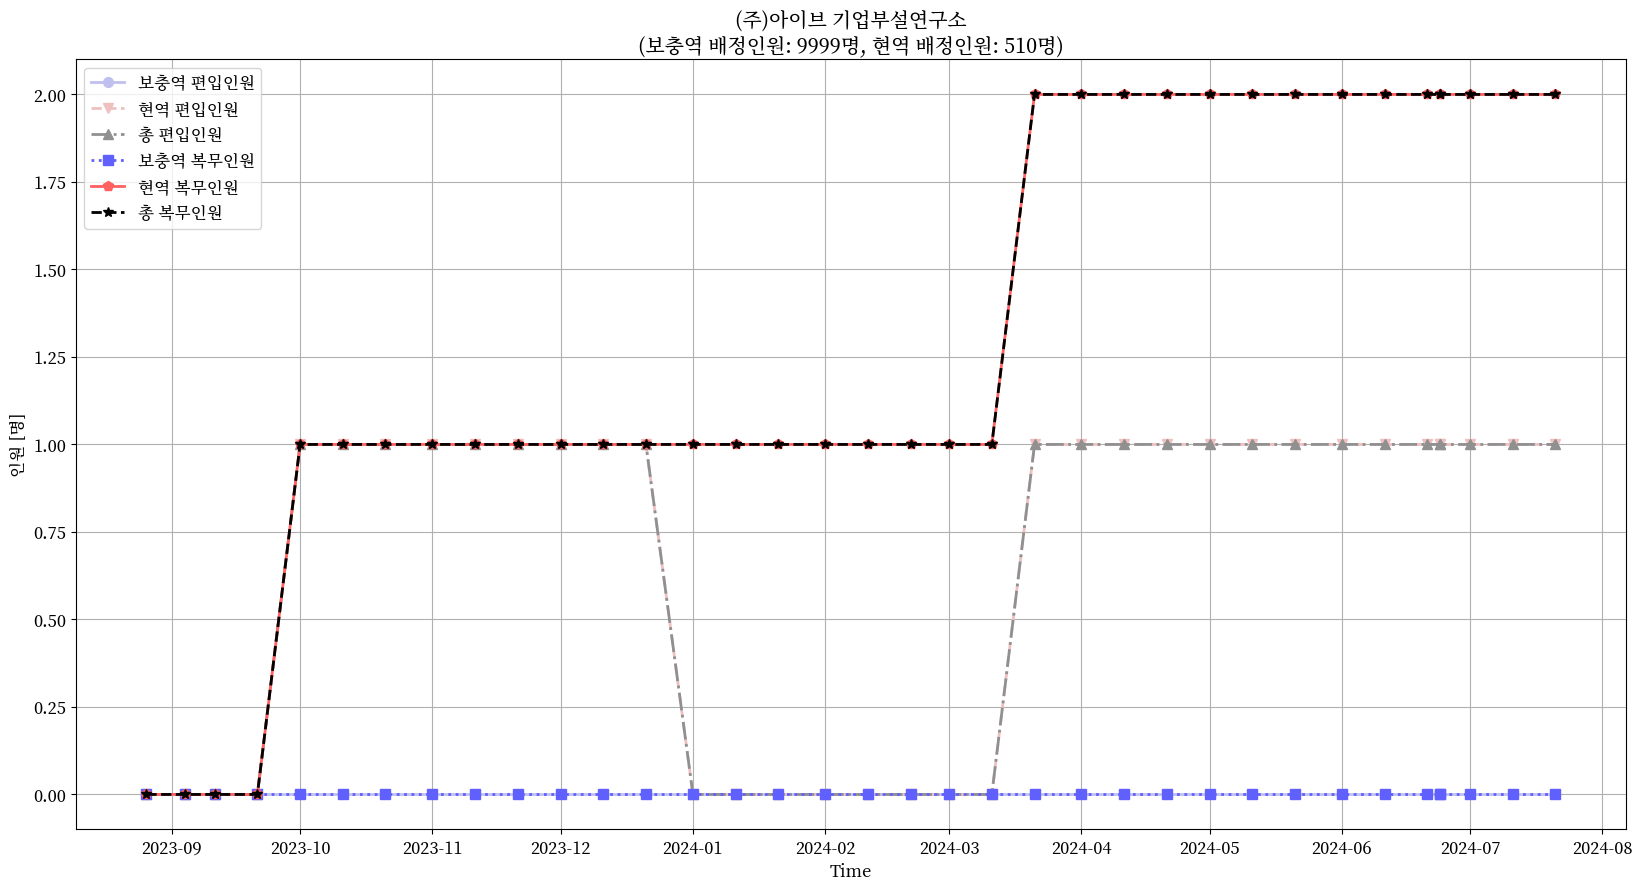 (주)아이브 기업부설연구소
(보충역 배정인원: 9999명, 현역 배정인원: 510명)
보충역 편입인원
현역 편입인원
총 편입인원
보충역 복무인원
현역 복무인원
총 복무인원
인원 [명]
2.00
1.75
1.50
1.25
1.00
0.75
0.50
0.25
0.00
2023-09 2023-10 2023-11 2023-12 2024-01 2024-02 2024-03 2024-04 2024-05 2024-06 2024-07 2024-08
Time